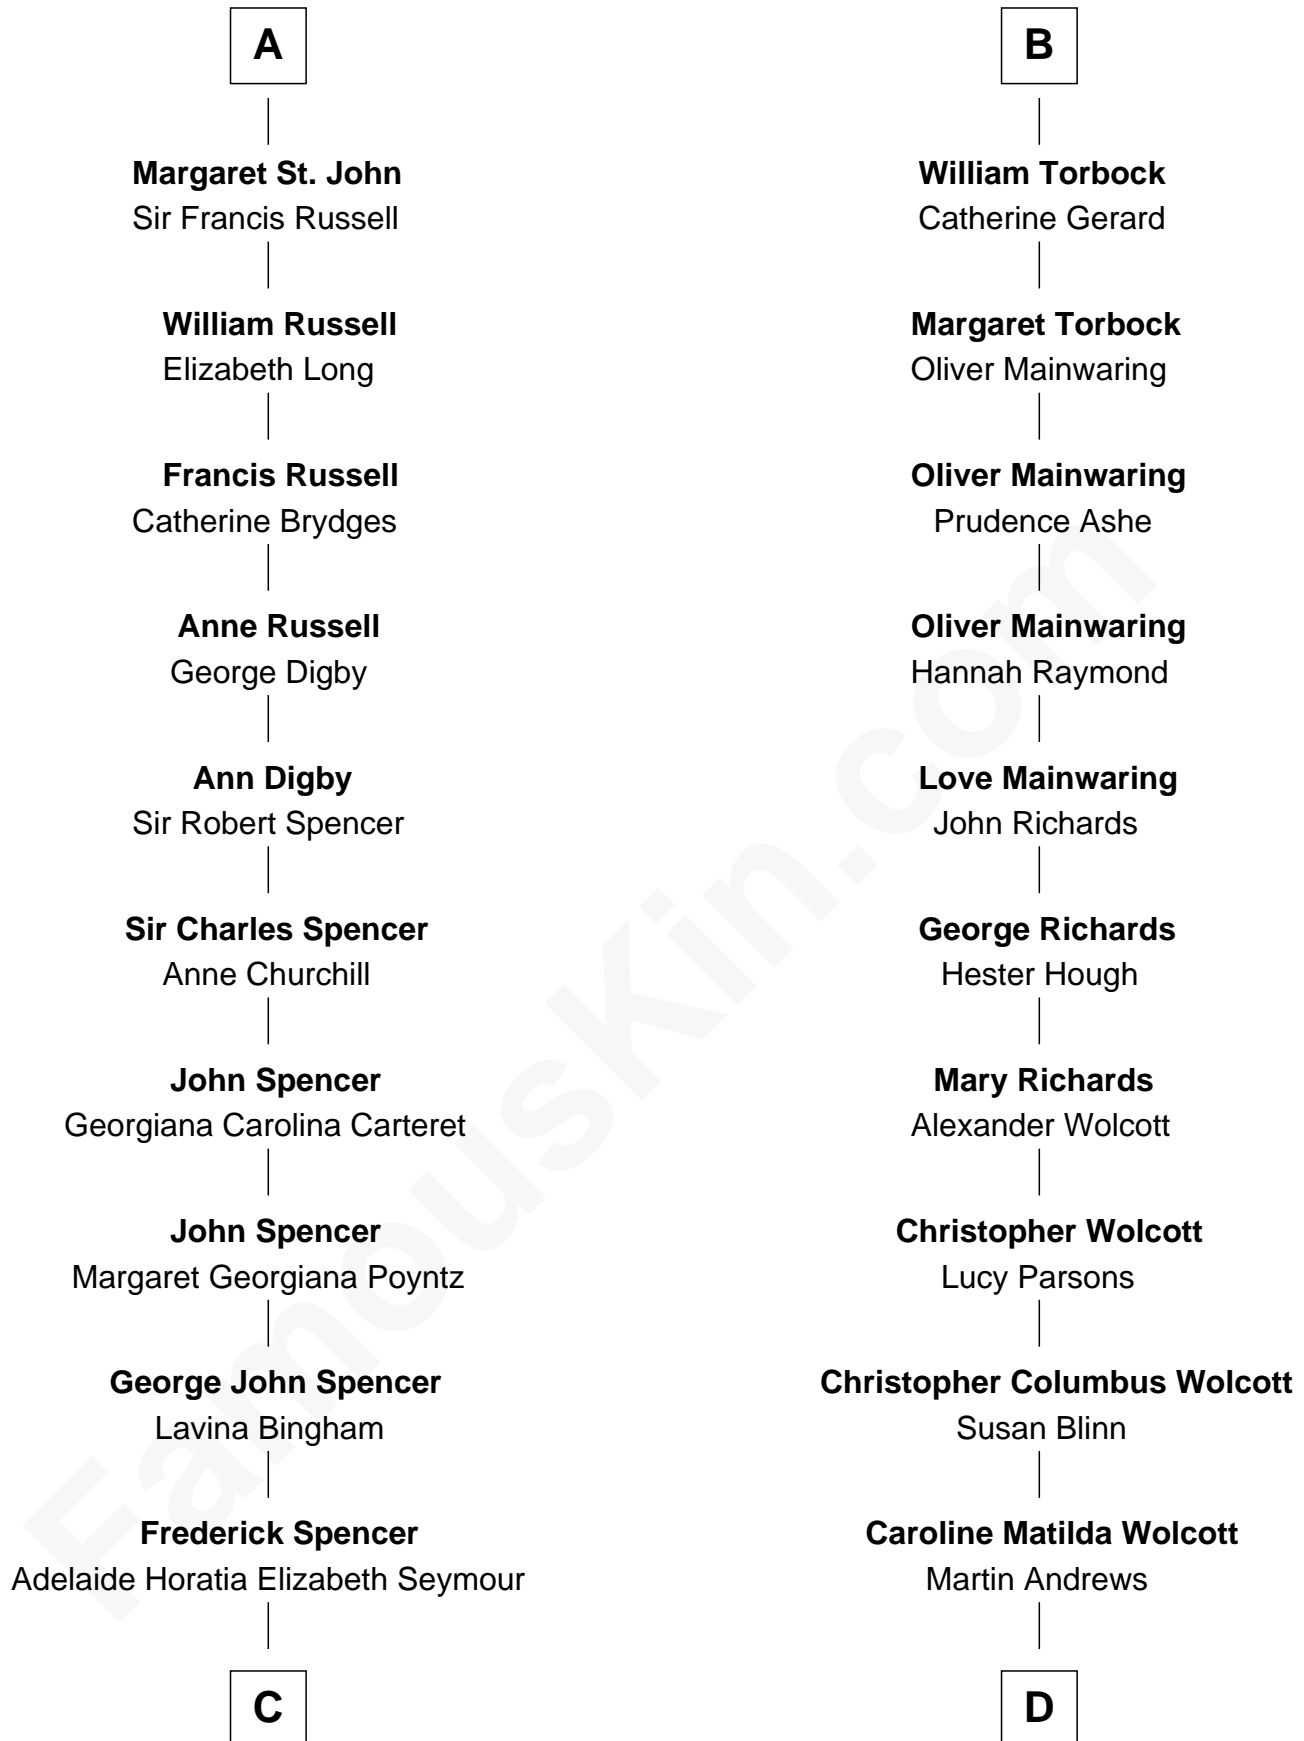 A
Margaret St. John
Sir Francis Russell
William Russell
Elizabeth Long
Francis Russell
Catherine Brydges
Anne Russell
George Digby
Ann Digby
Sir Robert Spencer
Sir Charles Spencer
Anne Churchill
John Spencer
Georgiana Carolina Carteret
John Spencer
Margaret Georgiana Poyntz
George John Spencer
Lavina Bingham
Frederick Spencer
Adelaide Horatia Elizabeth Seymour
C
B
William Torbock
Catherine Gerard
Margaret Torbock
Oliver Mainwaring
Oliver Mainwaring
Prudence Ashe
Oliver Mainwaring
Hannah Raymond
Love Mainwaring
John Richards
George Richards
Hester Hough
Mary Richards
Alexander Wolcott
Christopher Wolcott
Lucy Parsons
Christopher Columbus Wolcott
Susan Blinn
Caroline Matilda Wolcott
Martin Andrews
D
FamousKin.com